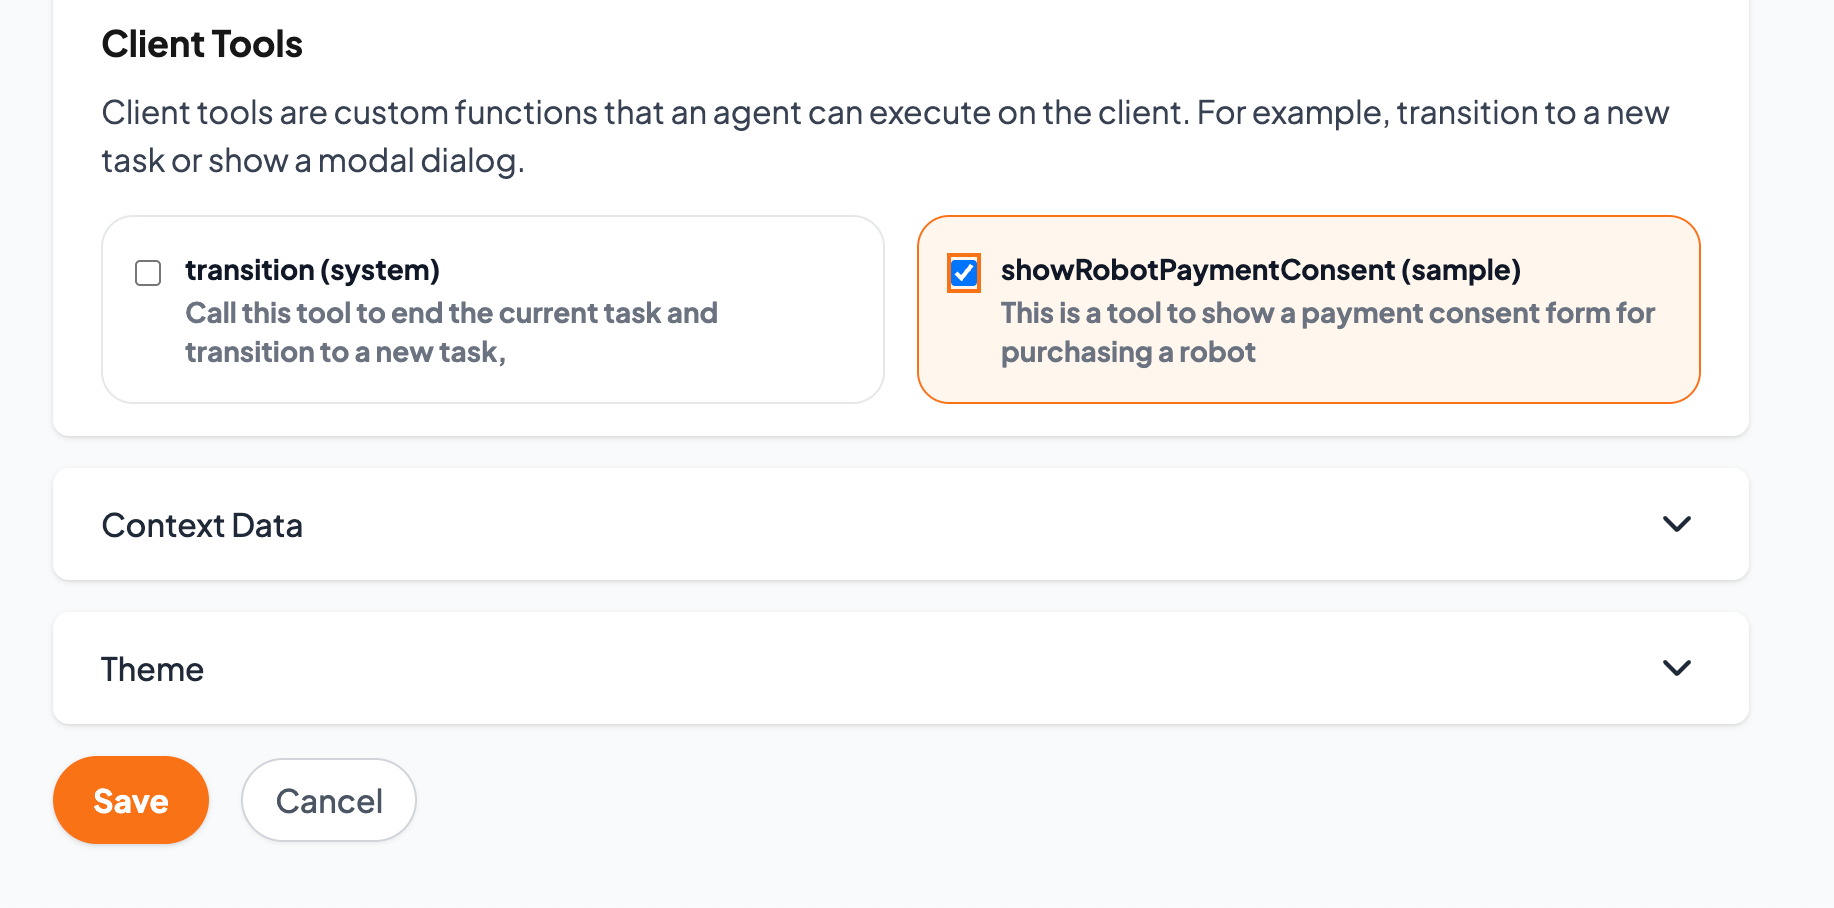 Client Tools
Client tools are custom functions that an agent can execute on the client. For example, transition to a new
task or show a modal dialog.
transition (system)
Call this tool to end the current task and
transition to a new task,
showRobotPaymentConsent (sample)
This is a tool to show a payment consent form for
purchasing a robot
Context Data
Theme
Save
Cancel